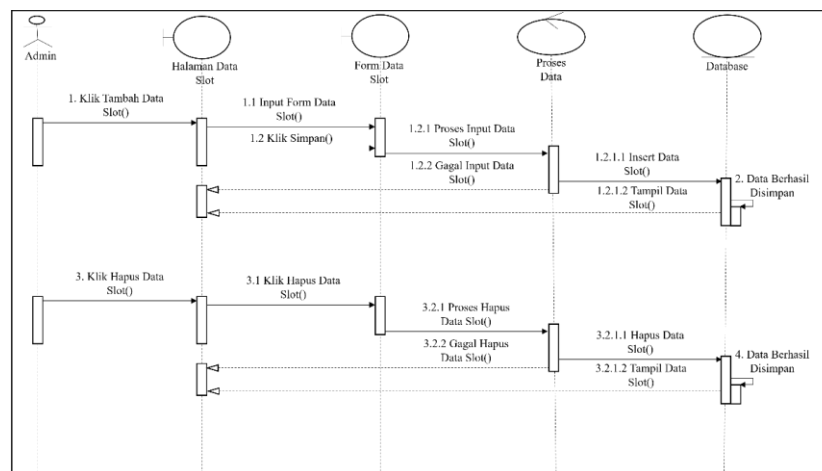 Admin
Halaman Data
Slot
Form Data
Slot
Proses
Data
Database
1. Klik Tambah Data
Slot()
1.1 Input Form Data
Slot()
1.2 Klik Simpan()
1.2.1 Proses Input Data
Slot()
1.2.2 Gagal Input Data
Slot()
1.2.1.1 Insert Data
Slot()
1.2.1.2 Tampil Data
Slot()
2. Data Berhasil
Disimpan
3. Klik Hapus Data
Slot()
3.1 Klik Hapus Data
Slot()
3.2.1 Proses Hapus
Data Slot()
3.2.2 Gagal Hapus
Data Slot()
3.2.1.1 Hapus Data
Slot()
3.2.1.2 Tampil Data
Slot()
4. Data Berhasil
Disimpan